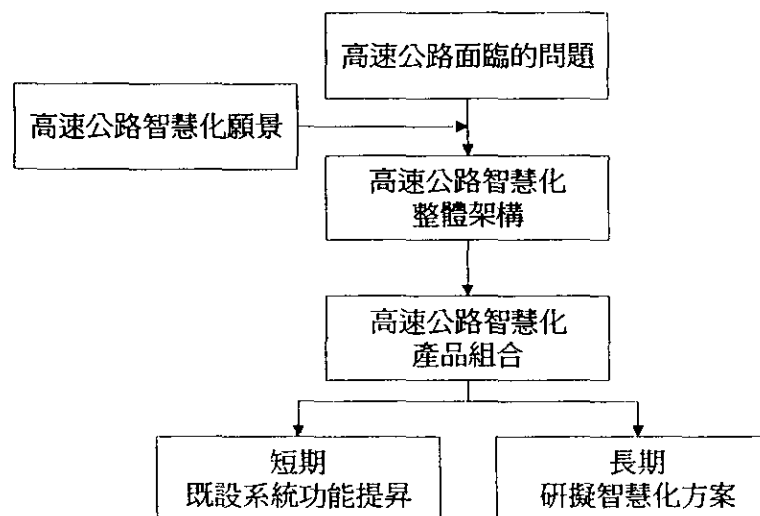 高速公路面臨的問題
高速公路智慧化願景
高速公路智慧化
整體架構
高速公路智慧化
產品組合
短期
既設系統功能提昇
長期
研擬智慧化方案